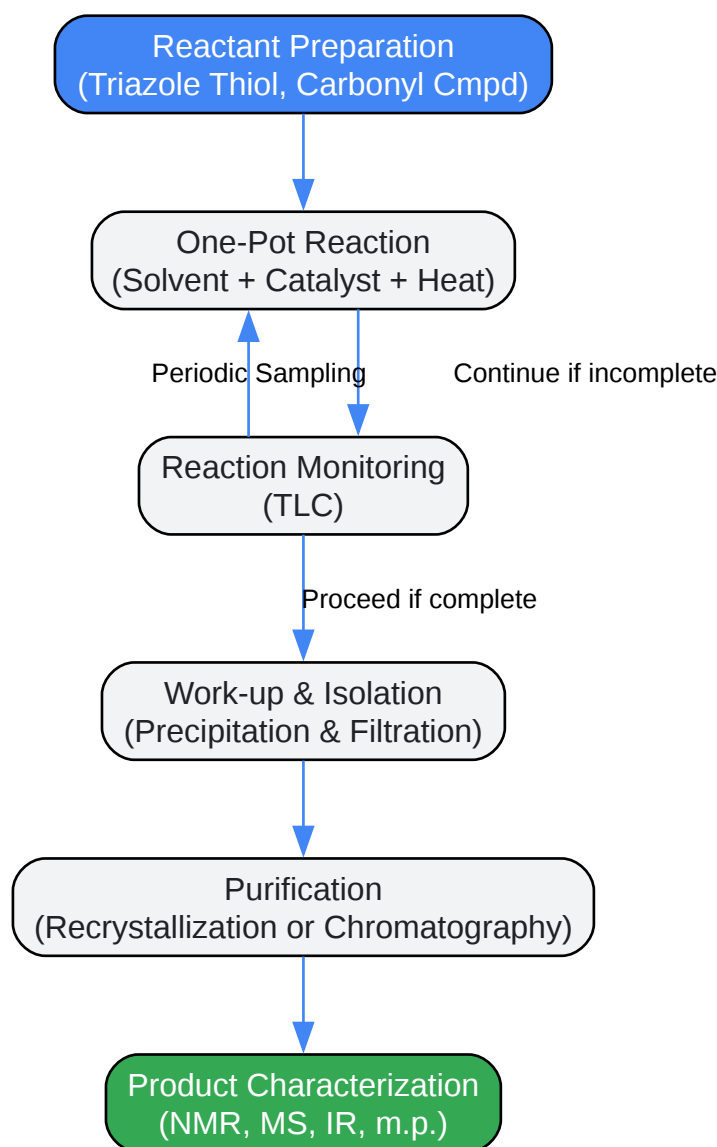 Reactant Preparation
(Triazole Thiol, Carbonyl Cmpd)
One-Pot Reaction
(Solvent + Catalyst + Heat)
Periodic Sampling
Continue if incomplete
Reaction Monitoring
(TLC)
Proceed if complete
Work-up & Isolation
(Precipitation & Filtration)
Purification
(Recrystallization or Chromatography)
Product Characterization
(NMR, MS, IR, m.p.)